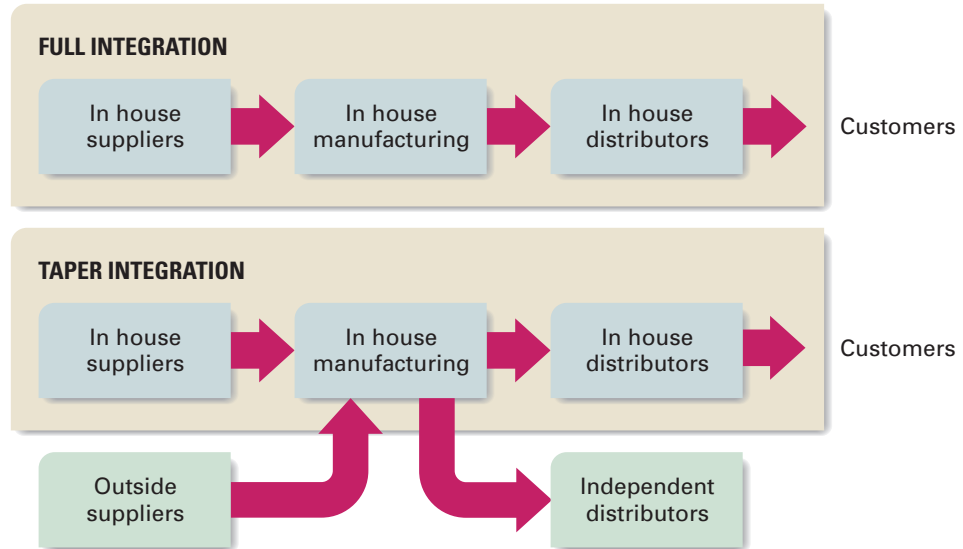 FULL INTEGRATION
In house
suppliers
In house
manufacturing
In house
distributors
Customers
TAPER INTEGRATION
In house
suppliers
In house
manufacturing
In house
distributors
Customers
Outside
suppliers
Independent
distributors